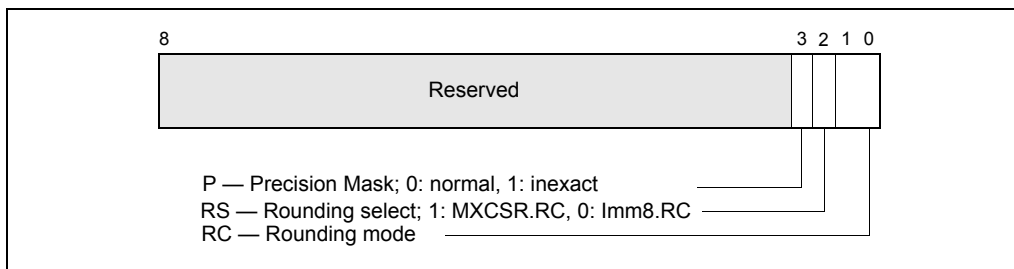 8 3 2 1 0
Reserved
P — Precision Mask; 0: normal, 1: inexact
RS — Rounding select; 1: MXCSR.RC, 0: Imm8.RC
RC — Rounding mode